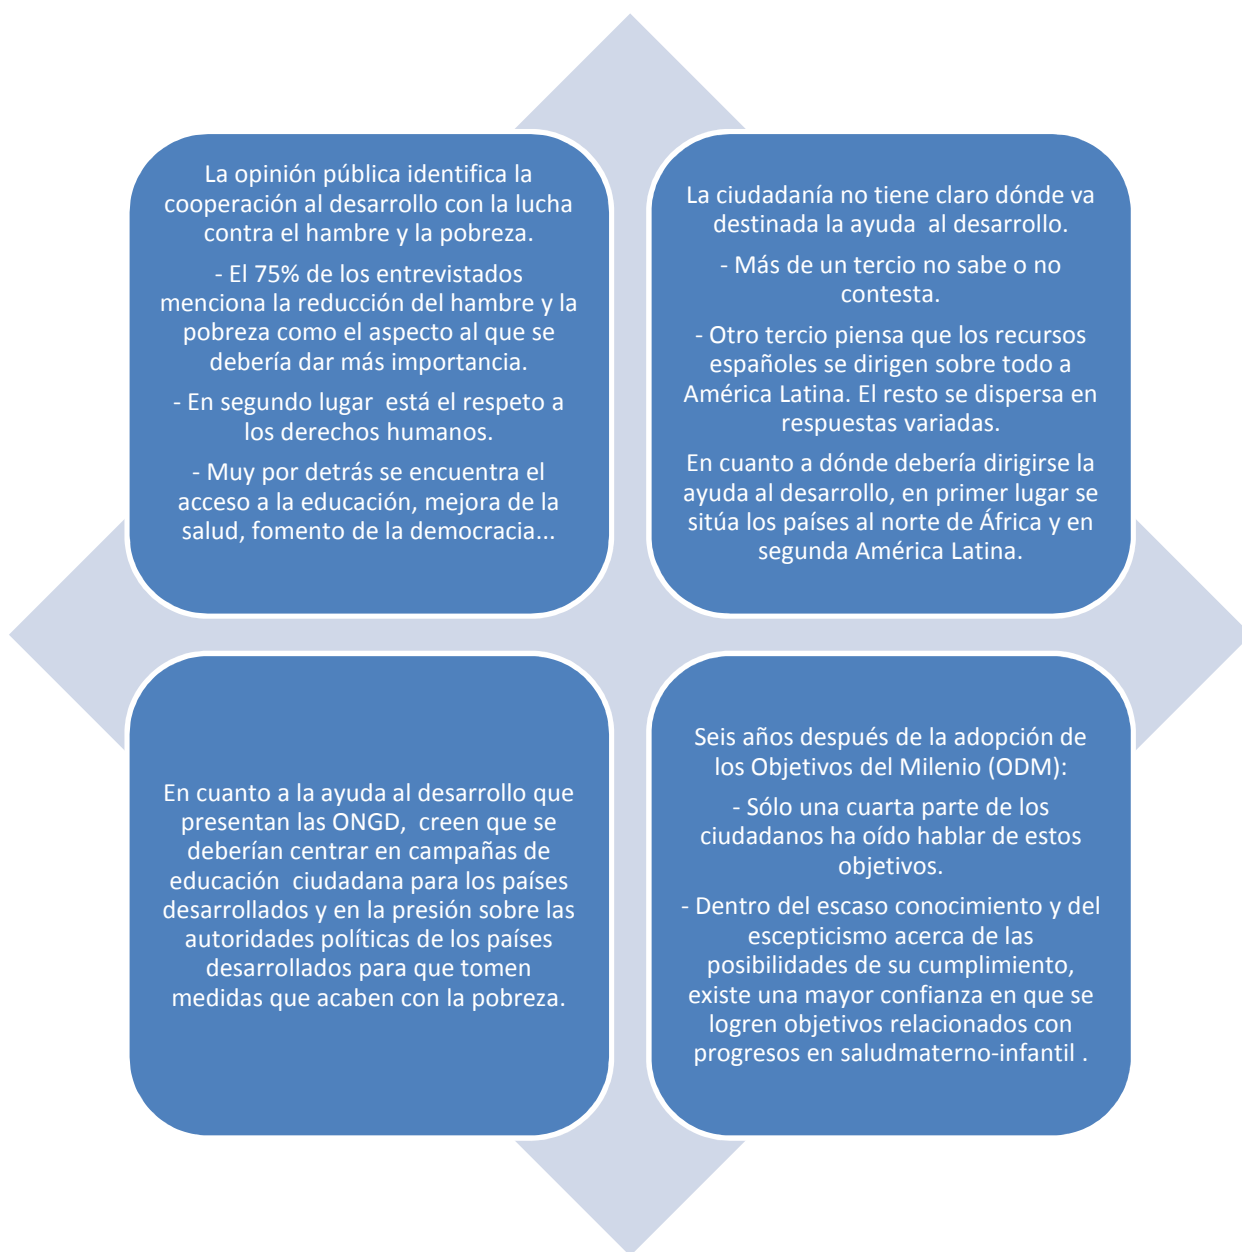 La opinión pública identifica la
cooperación al desarrollo con la lucha
contra el hambre y la pobreza.
- El 75% de los entrevistados
menciona la reducción del hambre y la
pobreza como el aspecto al que se
debería dar más importancia.
- En segundo lugar está el respeto a
los derechos humanos.
- Muy por detrás se encuentra el
acceso a la educación, mejora de la
salud, fomento de la democracia...
La ciudadanía no tiene claro dónde va
destinada la ayuda al desarrollo.
- Más de un tercio no sabe o no
contesta.
- Otro tercio piensa que los recursos
españoles se dirigen sobre todo a
América Latina. El resto se dispersa en
respuestas variadas.
En cuanto a dónde debería dirigirse la
ayuda al desarrollo, en primer lugar se
sitúa los países al norte de África y en
segunda América Latina.
En cuanto a la ayuda al desarrollo que
presentan las ONGD, creen que se
deberían centrar en campañas de
educación ciudadana para los países
desarrollados y en la presión sobre las
autoridades políticas de los países
desarrollados para que tomen
medidas que acaben con la pobreza.
Seis años después de la adopción de
los Objetivos del Milenio (ODM):
- Sólo una cuarta parte de los
ciudadanos ha oído hablar de estos
objetivos.
- Dentro del escaso conocimiento y del
escepticismo acerca de las
posibilidades de su cumplimiento,
existe una mayor confianza en que se
logren objetivos relacionados con
progresos en saludmaterno-infantil .